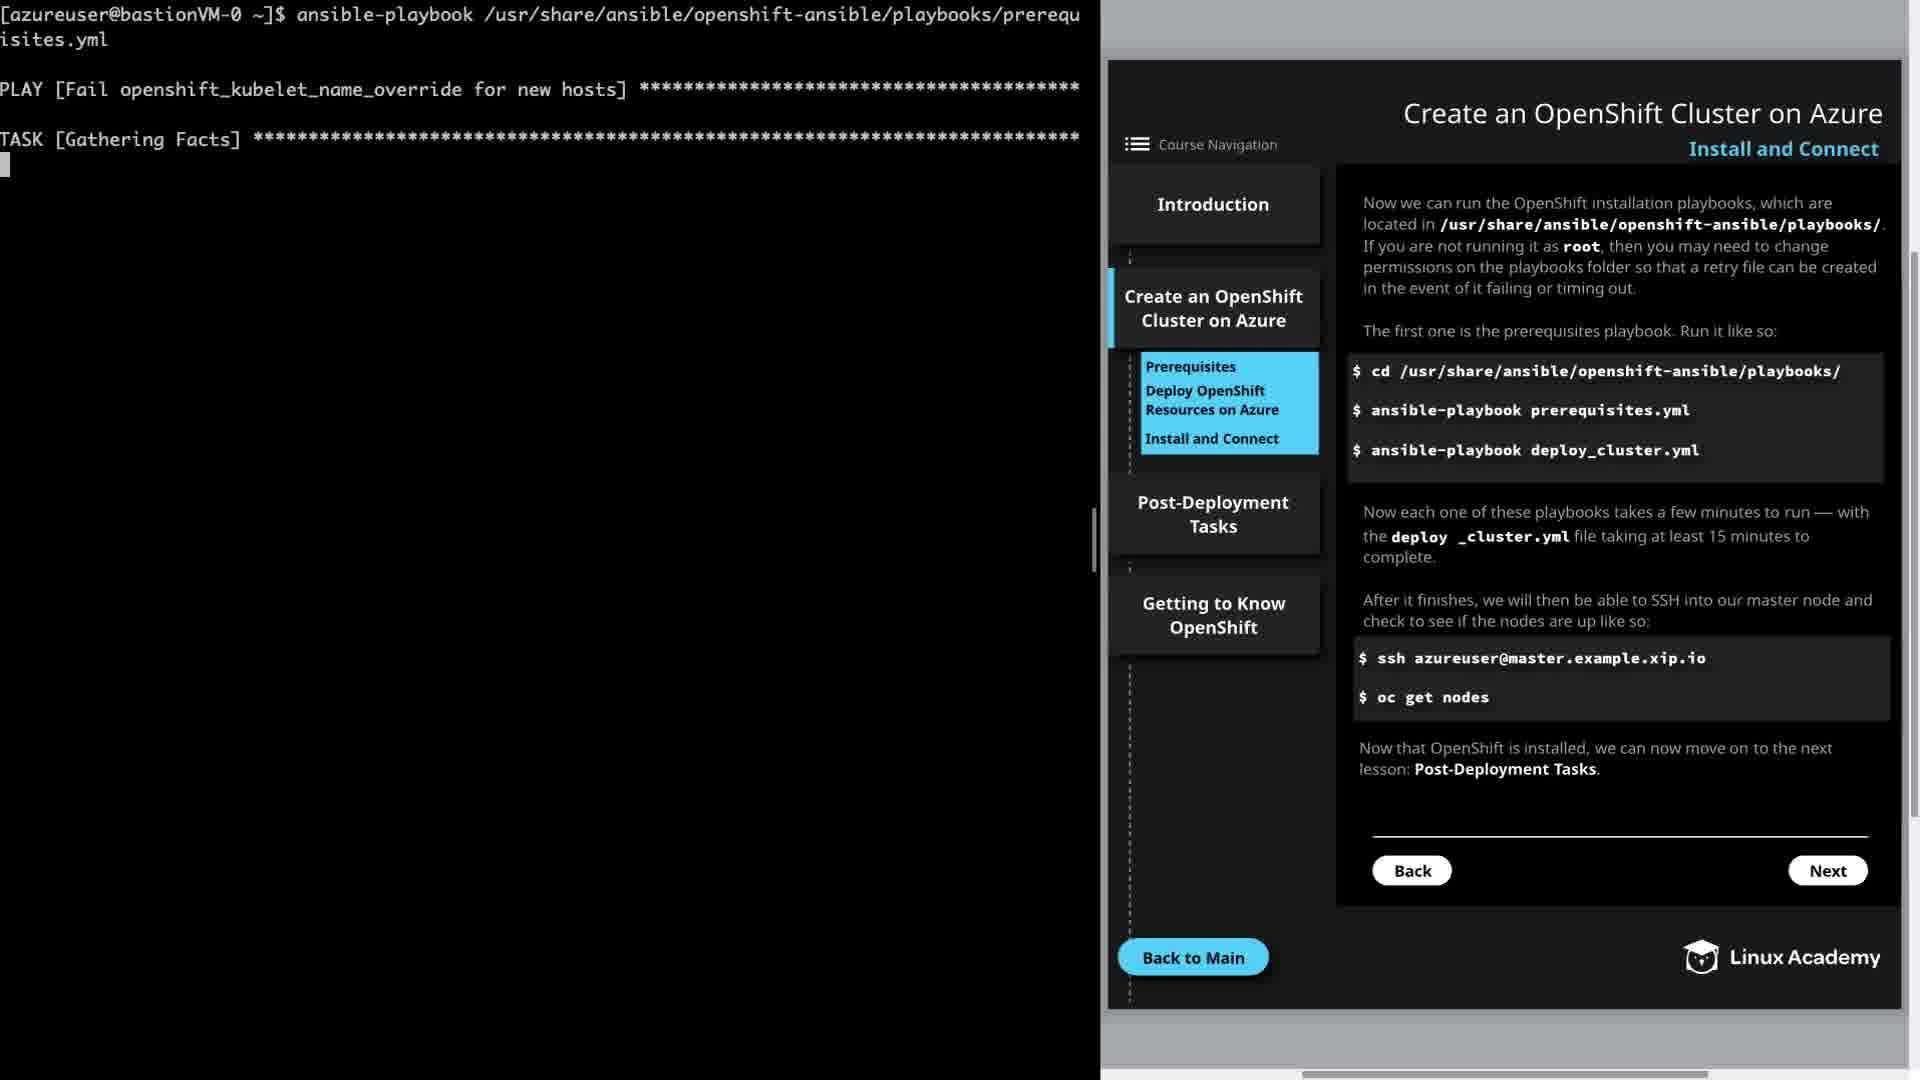 [azureuser@bastionVM-0 ~]$ ansible-playbook /usr/share/ansible/openshift-ansible/playbooks/prerequ
isites.yml
PLAY [Fail openshift_kubelet_name_override for new hosts] ****************************************
TASK [Gathering Facts] ***************************************************************************
Create an OpenShift Cluster on Azure
Course Navigation
Install and Connect
Introduction
Create an OpenShift
Cluster on Azure
Prerequisites
Deploy OpenShift
Resources on Azure
Install and Connect
Post-Deployment
Tasks
Getting to Know
OpenShift
Back to Main
Now we can run the OpenShift installation playbooks, which are
located in /usr/share/ansible/openshift-ansible/playbooks/.
If you are not running it as root, then you may need to change
permissions on the playbooks folder so that a retry file can be created
in the event of it failing or timing out.
The first one is the prerequisites playbook. Run it like so:
$ cd /usr/share/ansible/openshift-ansible/playbooks/
$ ansible-playbook prerequisites.yml
$ ansible-playbook deploy_cluster.yml
Now each one of these playbooks takes a few minutes to run — with
the deploy _cluster.yml file taking at least 15 minutes to
complete.
After it finishes, we will then be able to SSH into our master node and
check to see if the nodes are up like so:
$ ssh azureuser@master.example.xip.io
$ oc get nodes
Now that OpenShift is installed, we can now move on to the next
lesson: Post-Deployment Tasks.
Back
Next
Linux Academy